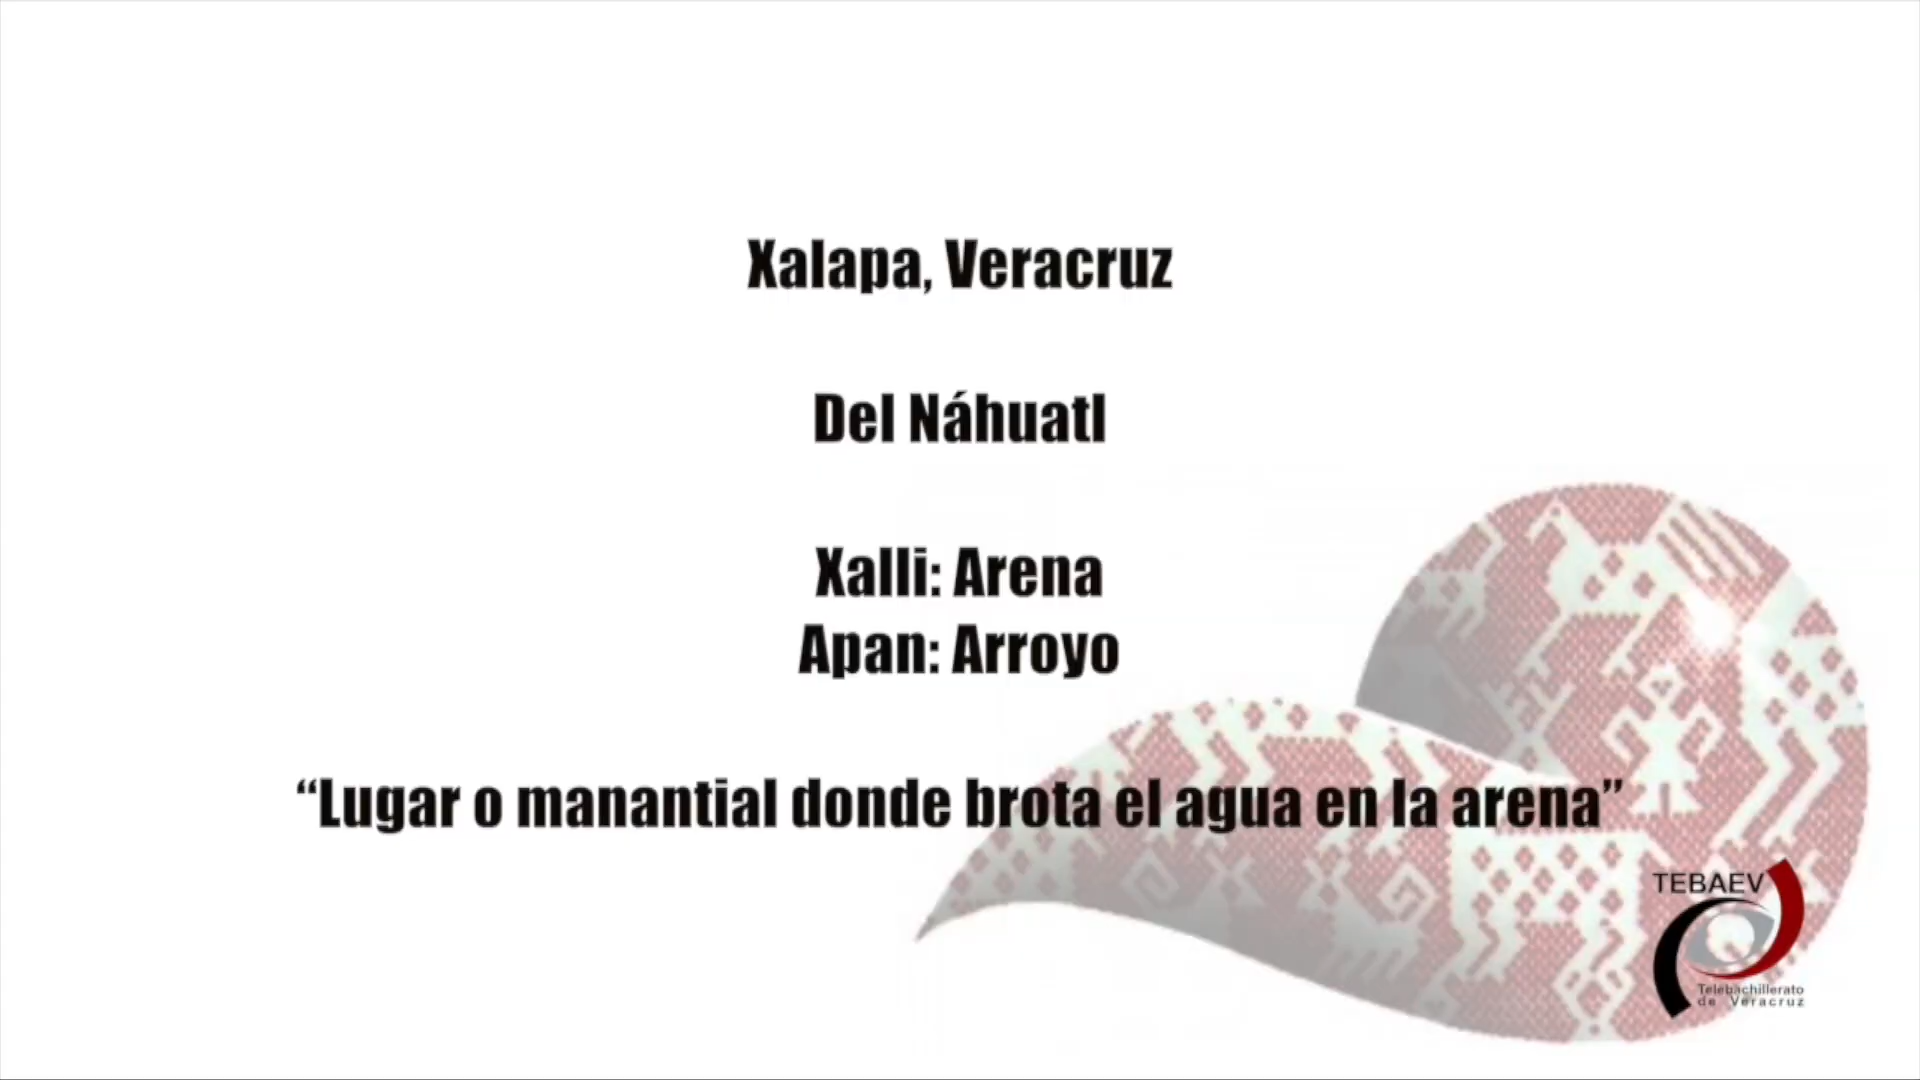 Xalapa, Veracruz
Del Náhuatl
Xalli: Arena
Apan: Arroyo
“Lugar o manantial donde brota el agua en la arena”
TEBAEV
Telebachillerato
de Veracruz